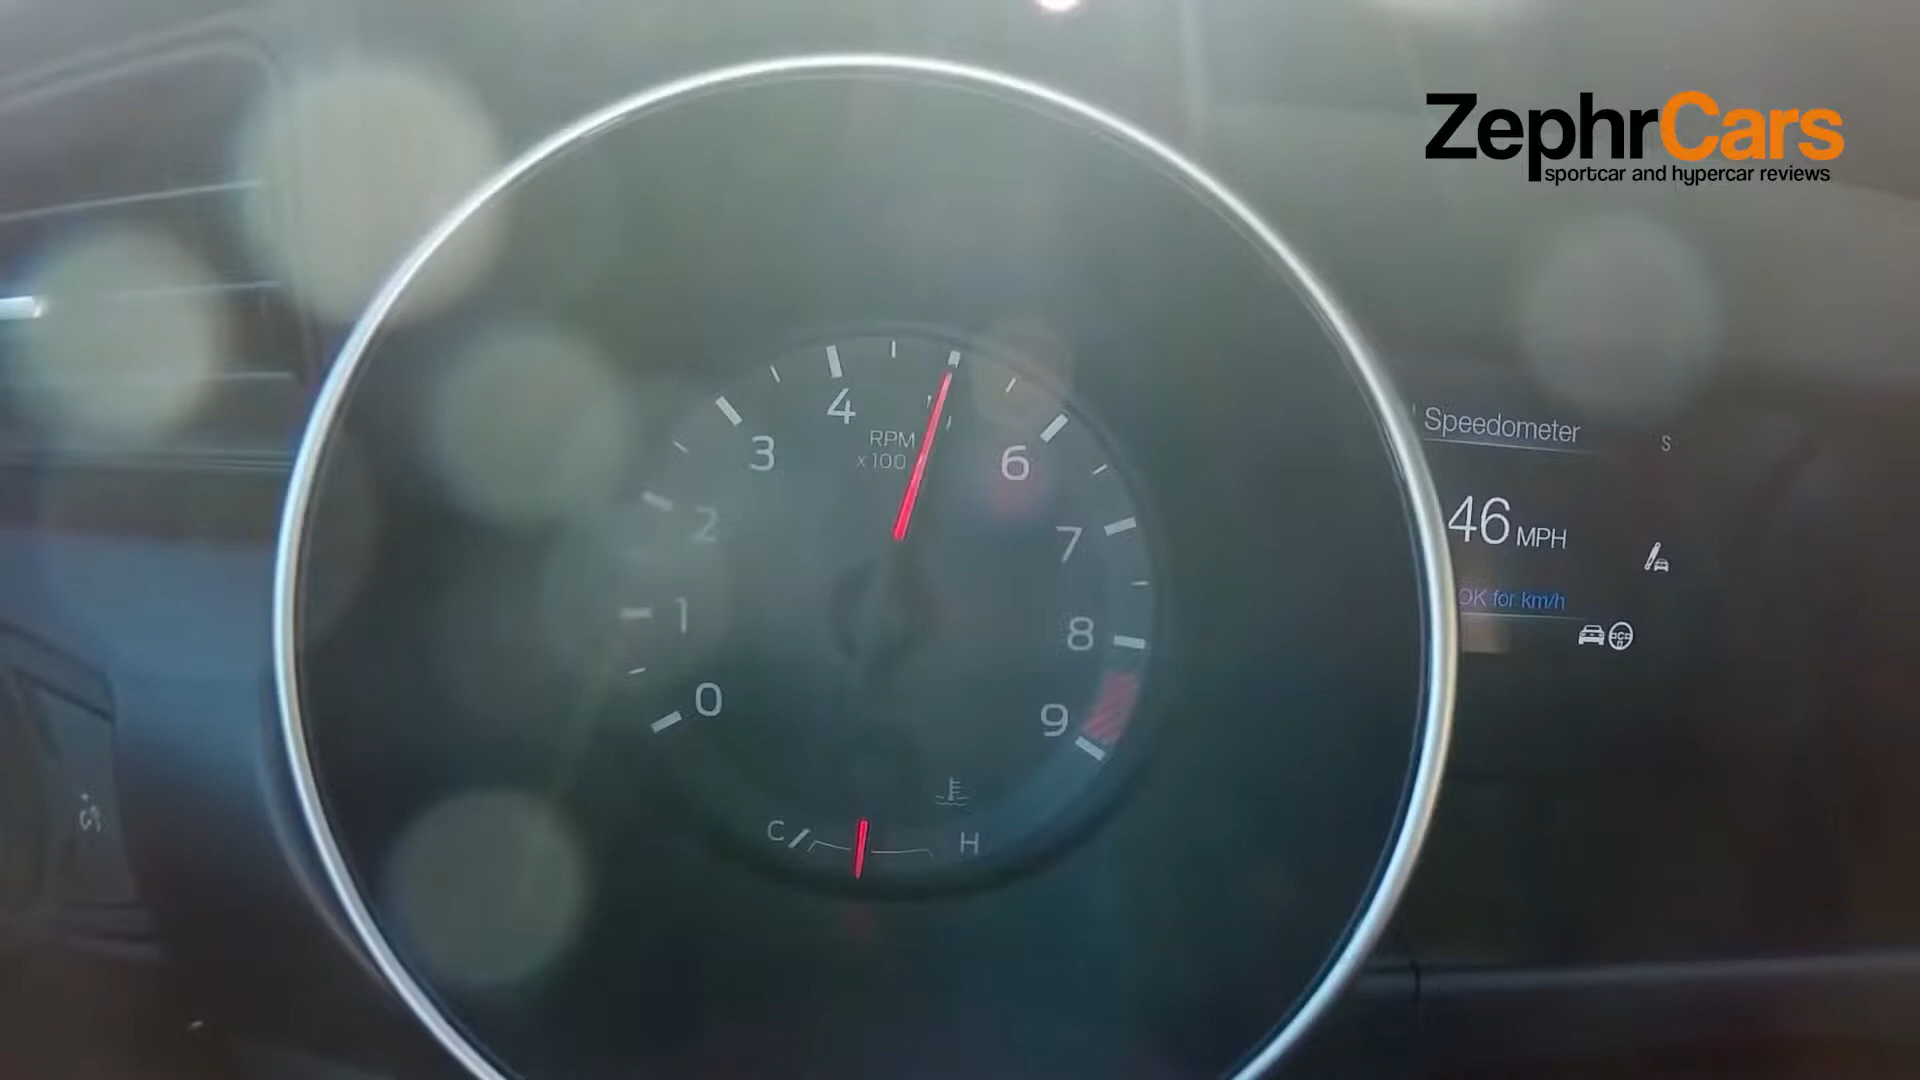 ZephrCars
sportcar and hypercar reviews
Speedometer
S
4
RPM
x 100
3
6
2
46 MPH
7
OK for km/h
1
8
0
9
C
H